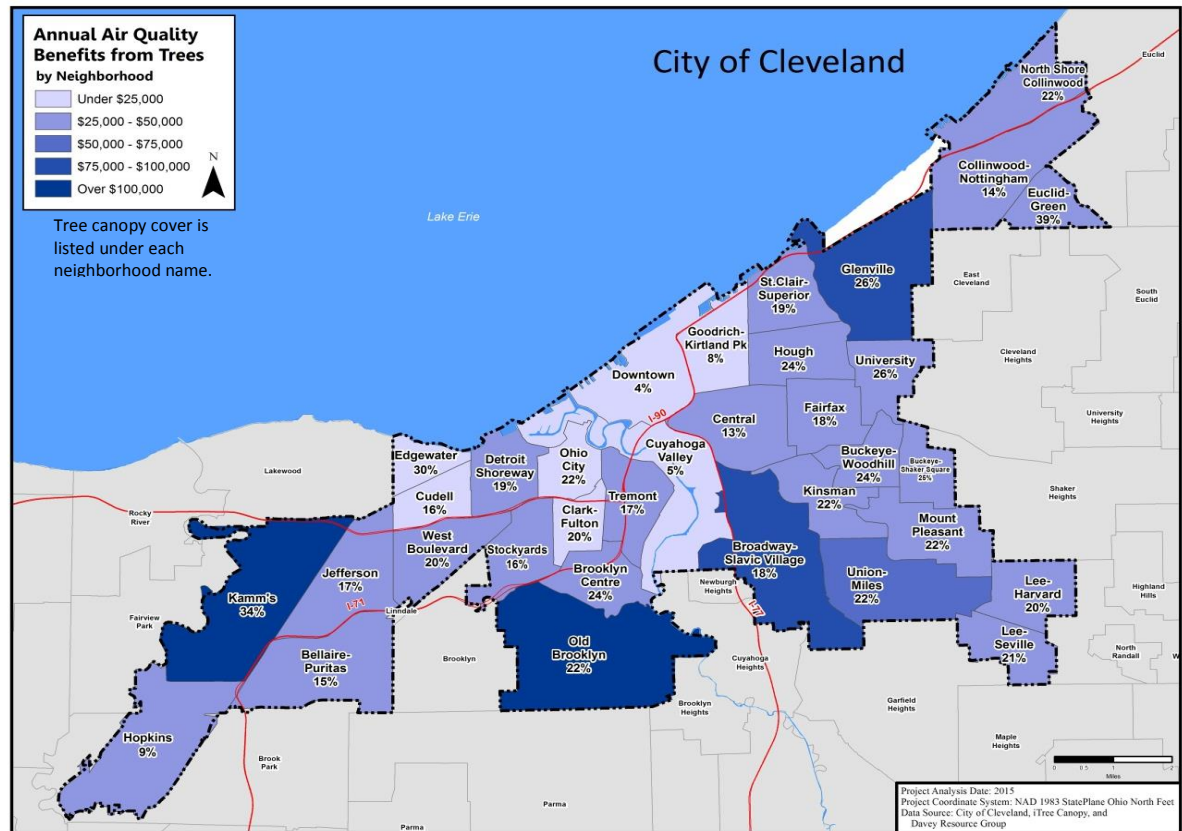 Annual Air Quality
Benefits from Trees
by Neighborhood
Under $25,000
$25,000 - $50,000
$50,000 - $75,000
$75,000 - $100,000
Over $100,000
N
Tree canopy cover is
listed under each
neighborhood name.
City of Cleveland
Lake Erie
Euclid
North Shore
Collinwood
22%
Collinwood-
Nottingham
14%
Euclid-
Green
39%
Glenville
26%
East
Cleveland
South
Euclid
St.Clair-
Superior
19%
Goodrich-
Kirtland Pk
8%
Hough
24%
University
26%
Cleveland
Heights
Downtown
4%
I-90
Central
13%
Fairfax
18%
University
Heights
Edgewater
30%
Detroit
Shoreway
19%
Ohio
City
22%
Cuyahoga
Valley
5%
Buckeye-
Woodhill
24%
Buckeye-
Shaker Square
26%
Lakewood
Cudell
16%
Tremont
17%
Kinsman
22%
Shaker
Heights
Rocky
River
Clark-
Fulton
20%
Mount
Pleasant
22%
West
Boulevard
20%
Stockyards
16%
Brooklyn
Centre
24%
Broadway-
Slavic Village
18%
Union-
Miles
22%
Jefferson
17%
I-71
Kamm's
34%
Linndale
Newburgh
Heights
I-77
Lee-
Harvard
20%
Highland
Hills
Fairview
Park
Bellaire-
Puritas
15%
Brooklyn
Old
Brooklyn
22%
Cuyahoga
Heights
Lee-
Seville
21%
North
Randall
W
Hopkins
9%
Brook
Park
Brooklyn
Heights
Garfield
Heights
Maple
Heights
Parma
Parma
0 0.5 1 2
Miles
Project Analysis Date: 2015
Project Coordinate System: NAD 1983 StatePlane Ohio North Feet
Data Source: City of Cleveland, iTree Canopy, and
Davey Resource Group